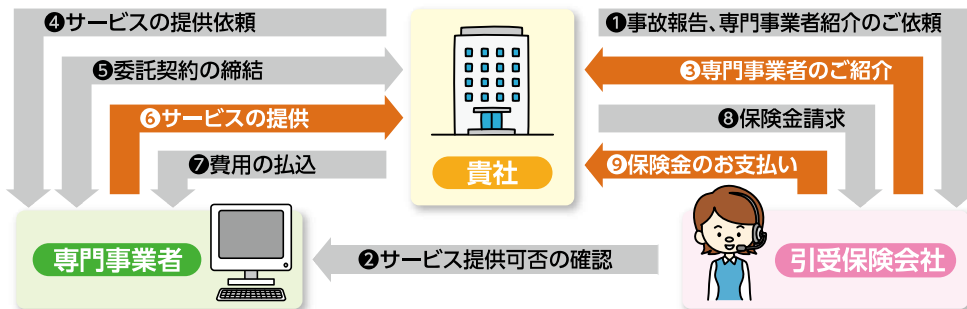 ❹サービスの提供依頼
❶事故報告、専門事業者紹介のご依頼
❺委託契約の締結
❸専門事業者のご紹介
❻サービスの提供
❽保険金請求
❼費用の払込
❾保険金のお支払い
貴社
専門事業者
❷サービス提供可否の確認
引受保険会社